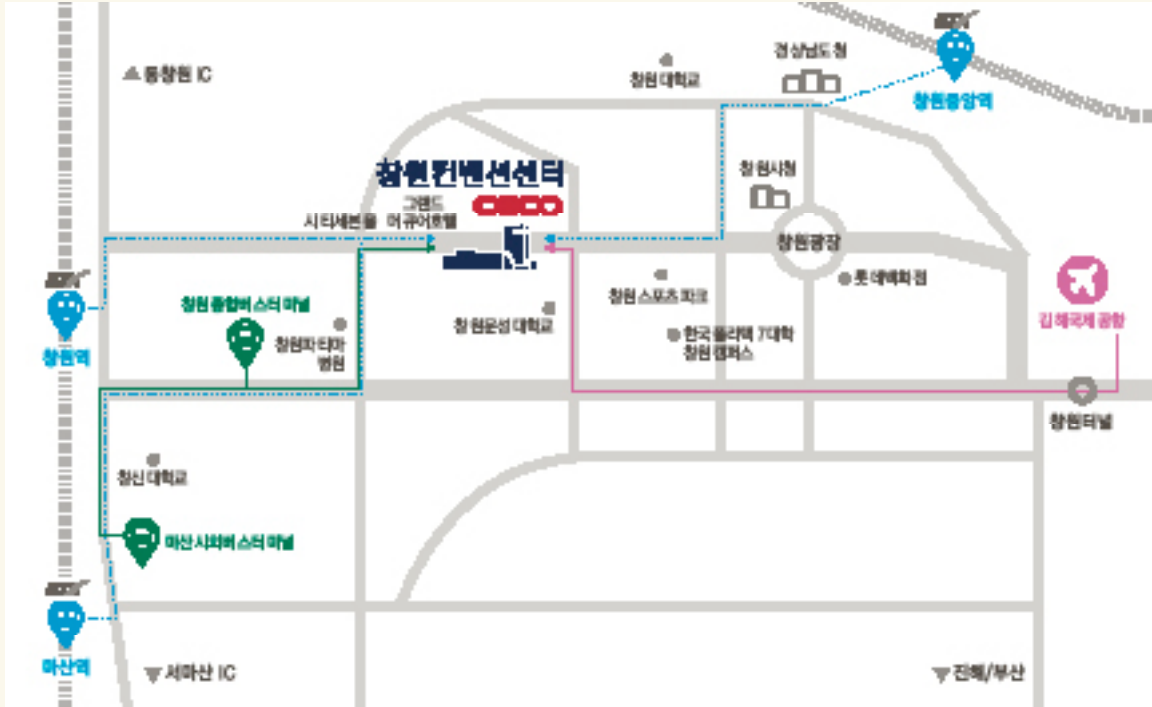 동창원 IC
창원대학교
경상남도청
창원중앙역
창원시청
창원컨벤션센터
CECO
그랜드
시티세븐몰 머큐어호텔
창원광장
롯데백화점
창원스포츠파크
김해국제공항
창원종합버스터미널
창원문성대학교
한국폴리텍 7대학
창원캠퍼스
창원파티마
병원
창원역
창원터널
창신대학교
마산시외버스터미널
마산역
서마산 IC
진해/부산